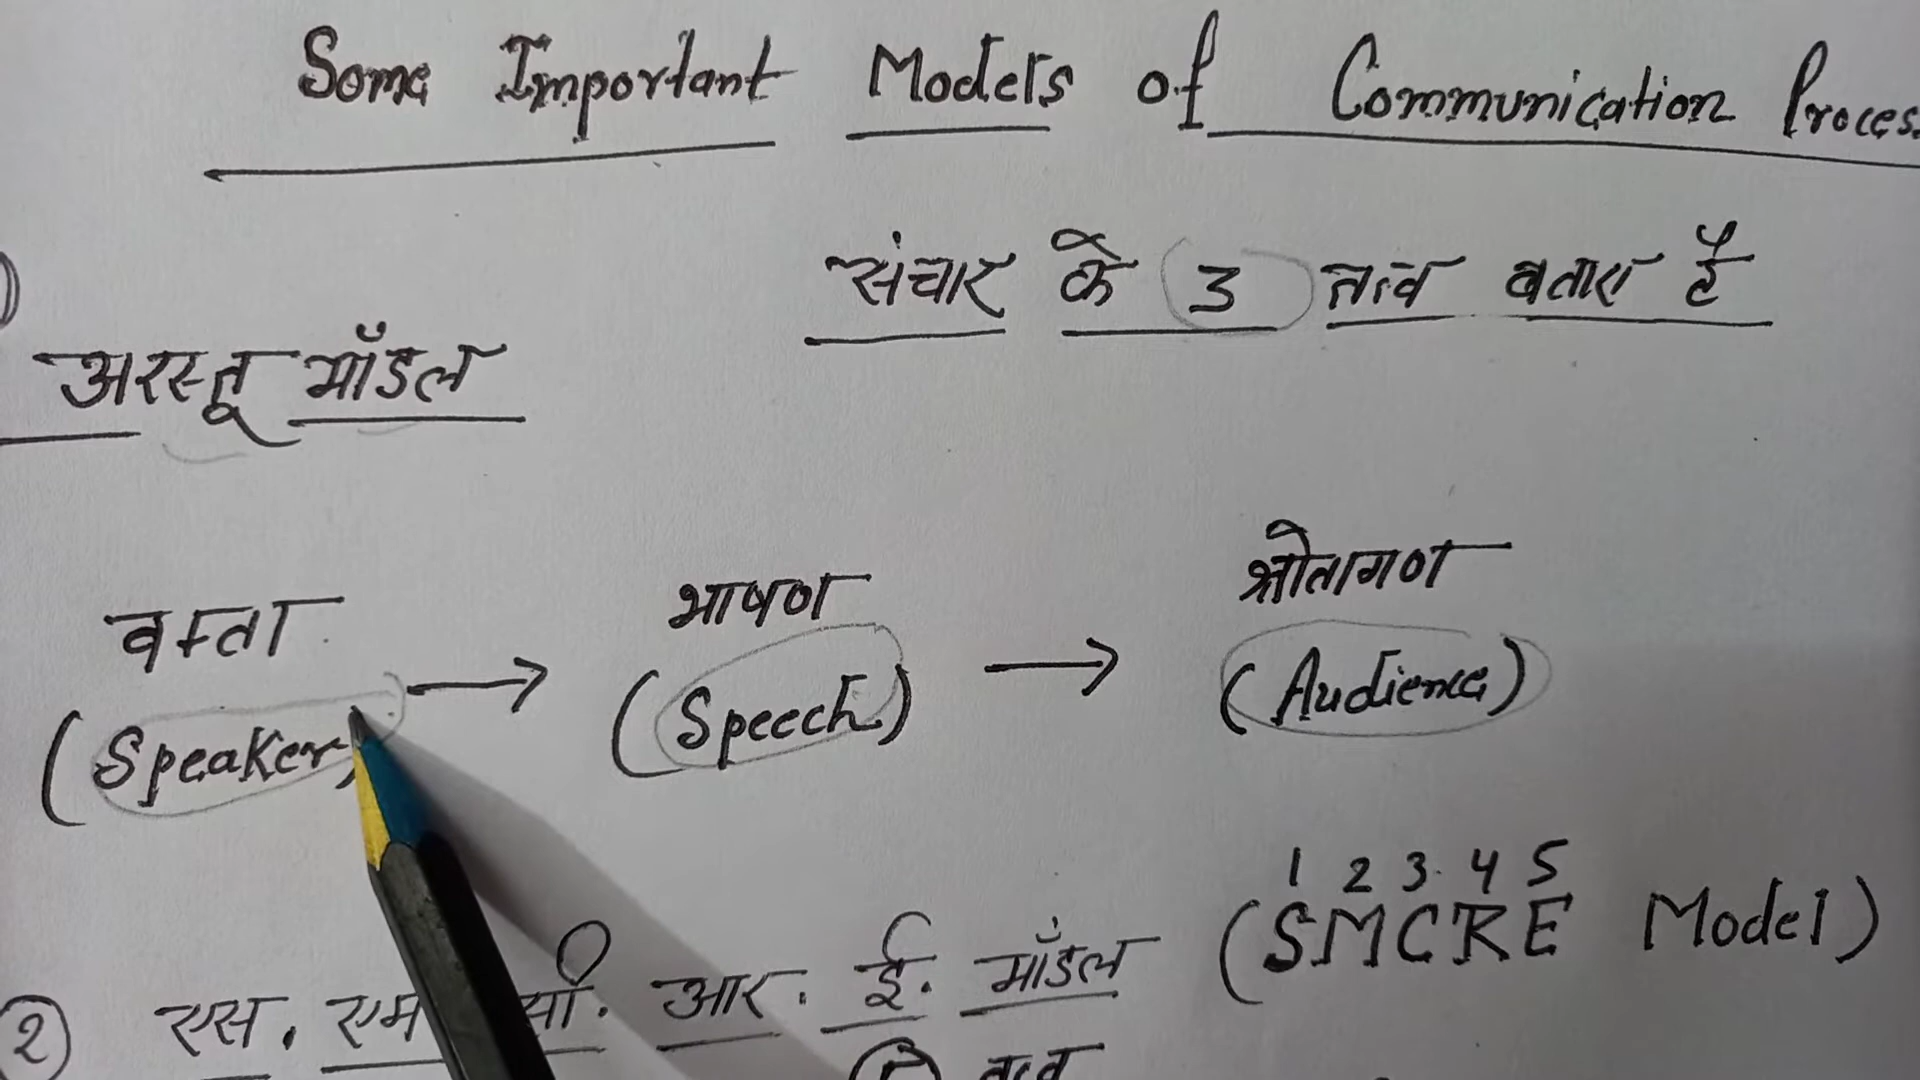 Some Important Models of Communication Proces
संचार के 3 तत्व बताए है
अरस्तू मॉडल
वक्ता → भाषण → श्रोतागण
(Speaker) (Speech) (Audience)
1 2 3. 4 5
② एस. एम सी. आर. ई. मॉडल (SMCRE Model)
तत्व